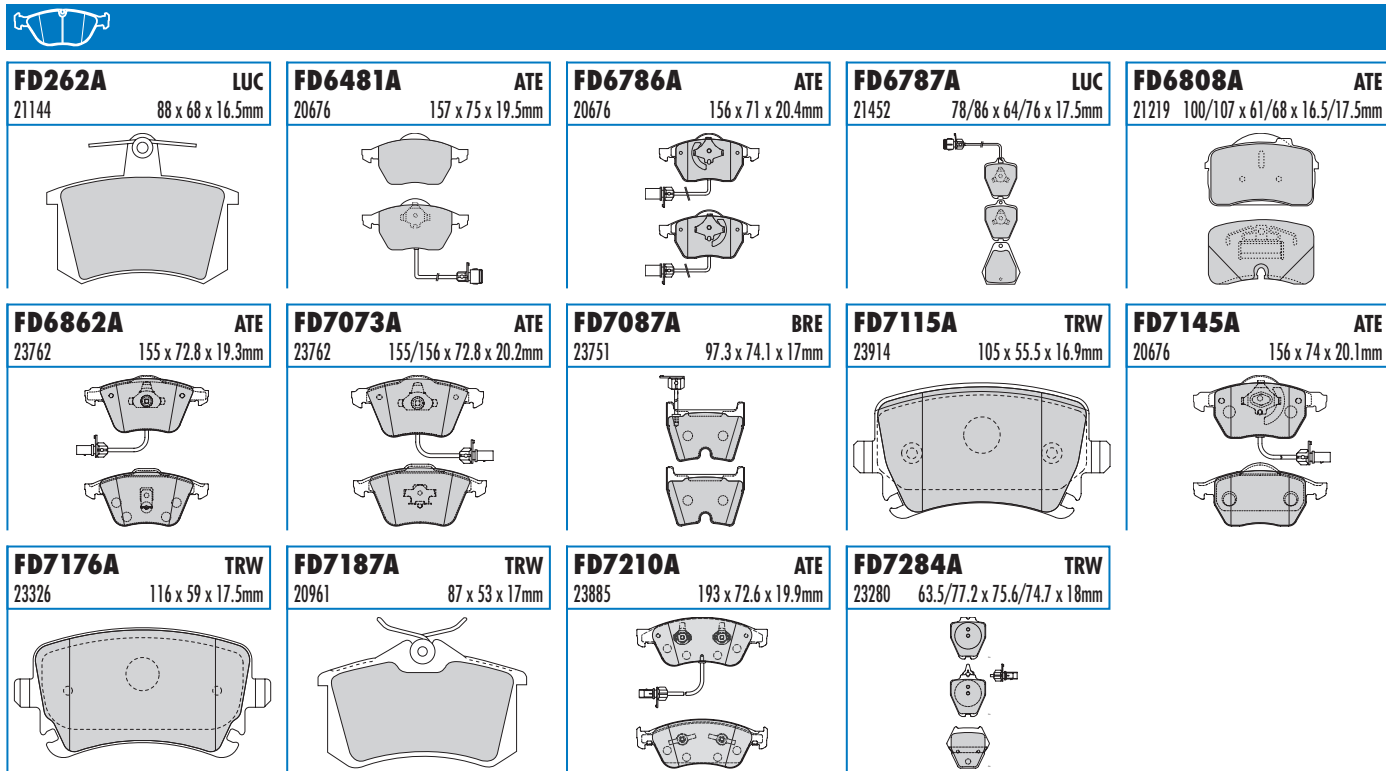 FD262A LUC
21144 88 x 68 x 16.5mm
FD6481A ATE
20676 157 x 75 x 19.5mm
FD6786A ATE
20676 156 x 71 x 20.4mm
FD6787A LUC
21452 78/86 x 64/76 x 17.5mm
FD6808A ATE
21219 100/107 x 61/68 x 16.5/17.5mm
FD6862A ATE
23762 155 x 72.8 x 19.3mm
FD7073A ATE
23762 155/156 x 72.8 x 20.2mm
FD7087A BRE
23751 97.3 x 74.1 x 17mm
FD7115A TRW
23914 105 x 55.5 x 16.9mm
FD7145A ATE
20676 156 x 74 x 20.1mm
FD7176A TRW
23326 116 x 59 x 17.5mm
FD7187A TRW
20961 87 x 53 x 17mm
FD7210A ATE
23885 193 x 72.6 x 19.9mm
FD7284A TRW
23280 63.5/77.2 x 75.6/74.7 x 18mm